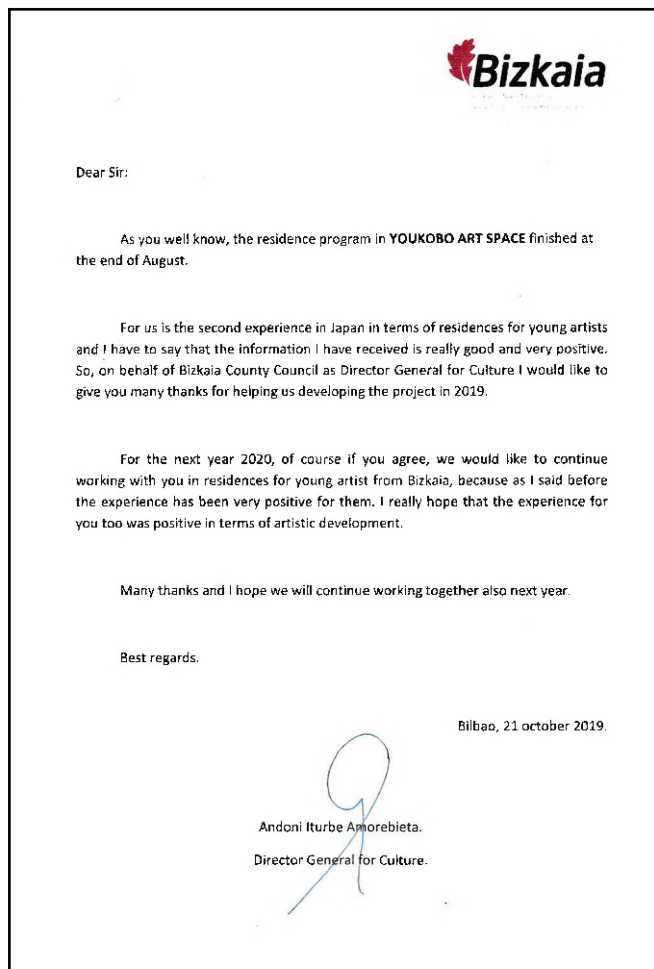 Bizkaia
Dear Sir:
As you well know, the residence program in YOUKOBO ART SPACE finished at
the end of August.
For us is the second experience in Japan in terms of residences for young artists
and I have to say that the information I have received is really good and very positive.
So, on behalf of Bizkaia County Council as Director General for Culture I would like to
give you many thanks for helping us developing the project in 2019.
For the next year 2020, of course if you agree, we would like to continue
working with you in residences for young artist from Bizkaia, because as I said before
the experience has been very positive for them. I really hope that the experience for
you too was positive in terms of artistic development.
Many thanks and I hope we will continue working together also next year.
Best regards.
Bilbao, 21 october 2019.
Andoni Iturbe Amorebieta.
Director General for Culture.